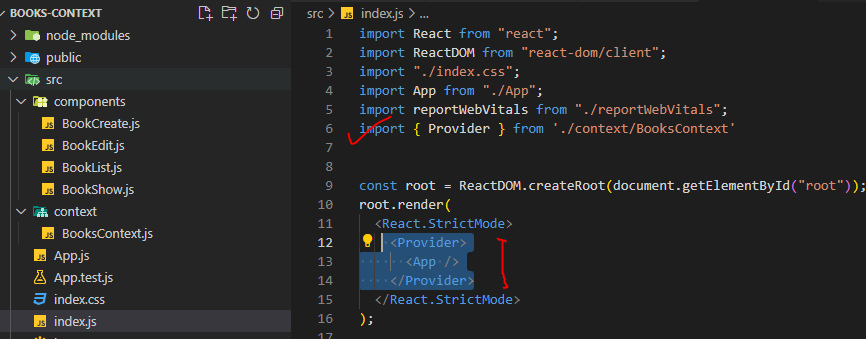 BOOKS-CONTEXT
node_modules
public
src
components
BookCreate.js
BookEdit.js
BookList.js
BookShow.js
context
BooksContext.js
App.js
App.test.js
index.css
index.js
src > JS index.js > ...
1 import React from "react";
2 import ReactDOM from "react-dom/client";
3 import "./index.css";
4 import App from "./App";
5 import reportWebVitals from "./reportWebVitals";
6 import { Provider } from './context/BooksContext'
7
8
9 const root = ReactDOM.createRoot(document.getElementById("root"));
10 root.render(
11 <React.StrictMode>
12 <Provider>
13 <App />
14 </Provider>
15 </React.StrictMode>
16 );
17